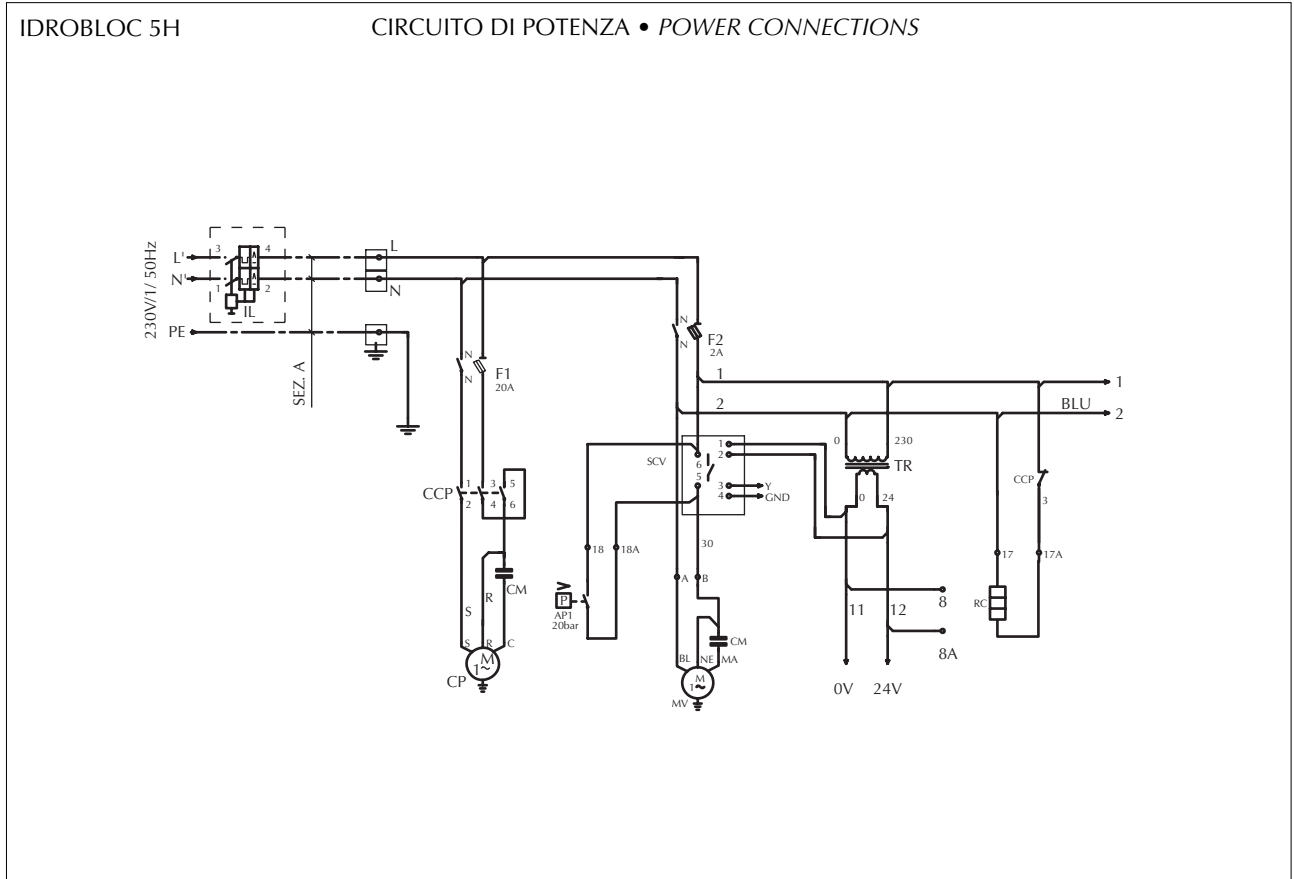 IDROBLOC 5H
CIRCUITO DI POTENZA • POWER CONNECTIONS
230V/1/ 50Hz
L'
N'
PE
3
4
1
2
IL
SEZ. A
L
N
N
N
F1
20A
N
N
F2
2A
1
1
2
BLU
2
CCP
1
3
5
2
4
6
S
R
CM
S
R
C
M
1~
CP
SCV
6
5
1
2
3
4
Y
GND
30
18
18A
P
AP1
20bar
A
B
CM
BL
NE
MA
M
1~
MV
0
230
TR
0
24
11
12
8
8A
0V
24V
CCP
3
17
17A
RC